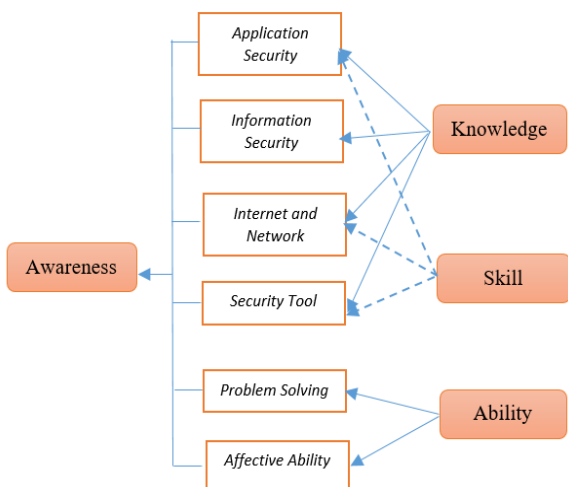 Application
Security
Information
Security
Knowledge
Internet and
Network
Awareness
Skill
Security Tool
Problem Solving
Ability
Affective Ability